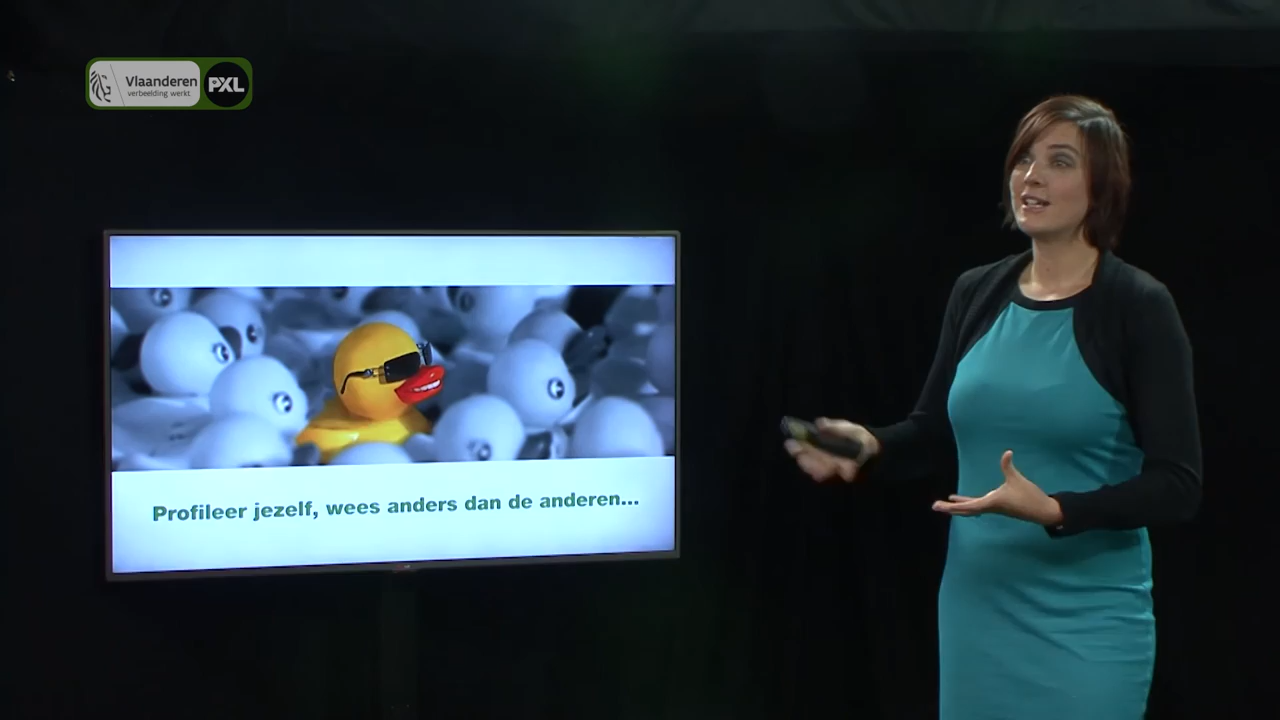 Vlaanderen
verbeelding werkt
PXL
Profileer jezelf, wees anders dan de anderen...